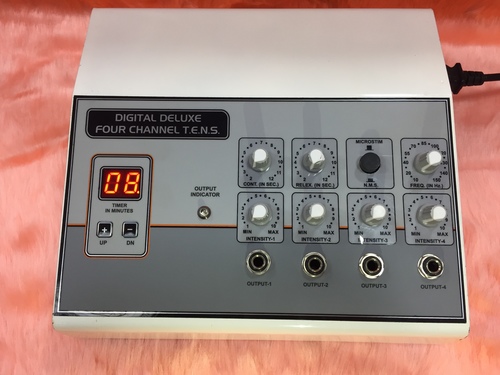 DIGITAL DELUXE
FOUR CHANNEL T.E.N.S.
08.
TIMER
IN MINUTES
+ -
UP DN
OUTPUT
INDICATOR
CONT. (IN SEC.)
RELEX. (IN SEC.)
MICROSTIM
N.M.S.
FREQ. (IN Hz.)
MIN MAX
INTENSITY-1
MIN MAX
INTENSITY-2
MIN MAX
INTENSITY-3
MIN MAX
INTENSITY-4
OUTPUT-1
OUTPUT-2
OUTPUT-3
OUTPUT-4